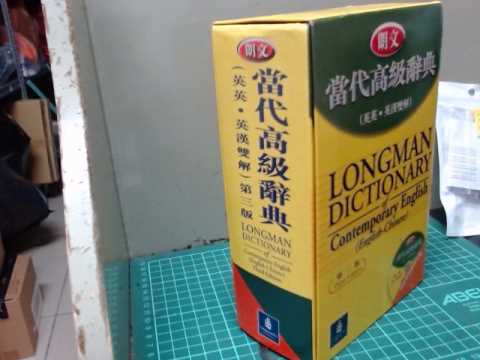 朗文
當代高級辭典
(英英・英漢雙解)第三版
LONGMAN
DICTIONARY
of
Contemporary English
(English-Chinese)
Third Edition
朗文
當代高級辭典
(英英・英漢雙解)
LONGMAN
DICTIONARY
of
Contemporary English
(English-Chinese)